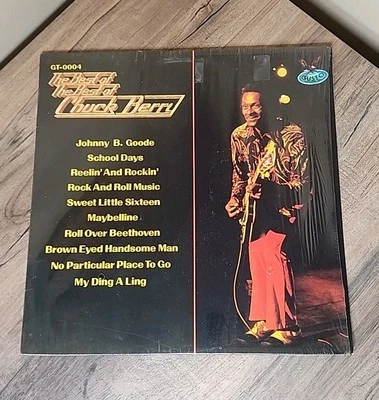 GT-0004
The Best of
The Best of
Chuck Berry
Johnny B. Goode
School Days
Reelin' And Rockin'
Rock And Roll Music
Sweet Little Sixteen
Maybelline
Roll Over Beethoven
Brown Eyed Handsome Man
No Particular Place To Go
My Ding A Ling